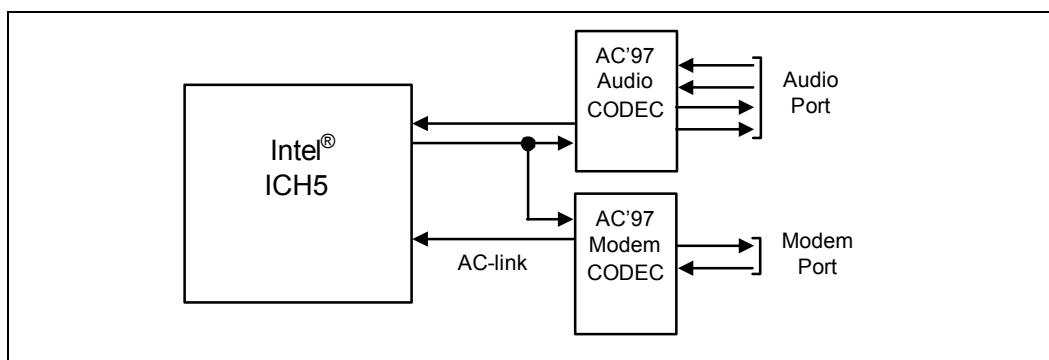 Intel®
ICH5
AC'97
Audio
CODEC
Audio
Port
AC'97
Modem
CODEC
Modem
Port
AC-link